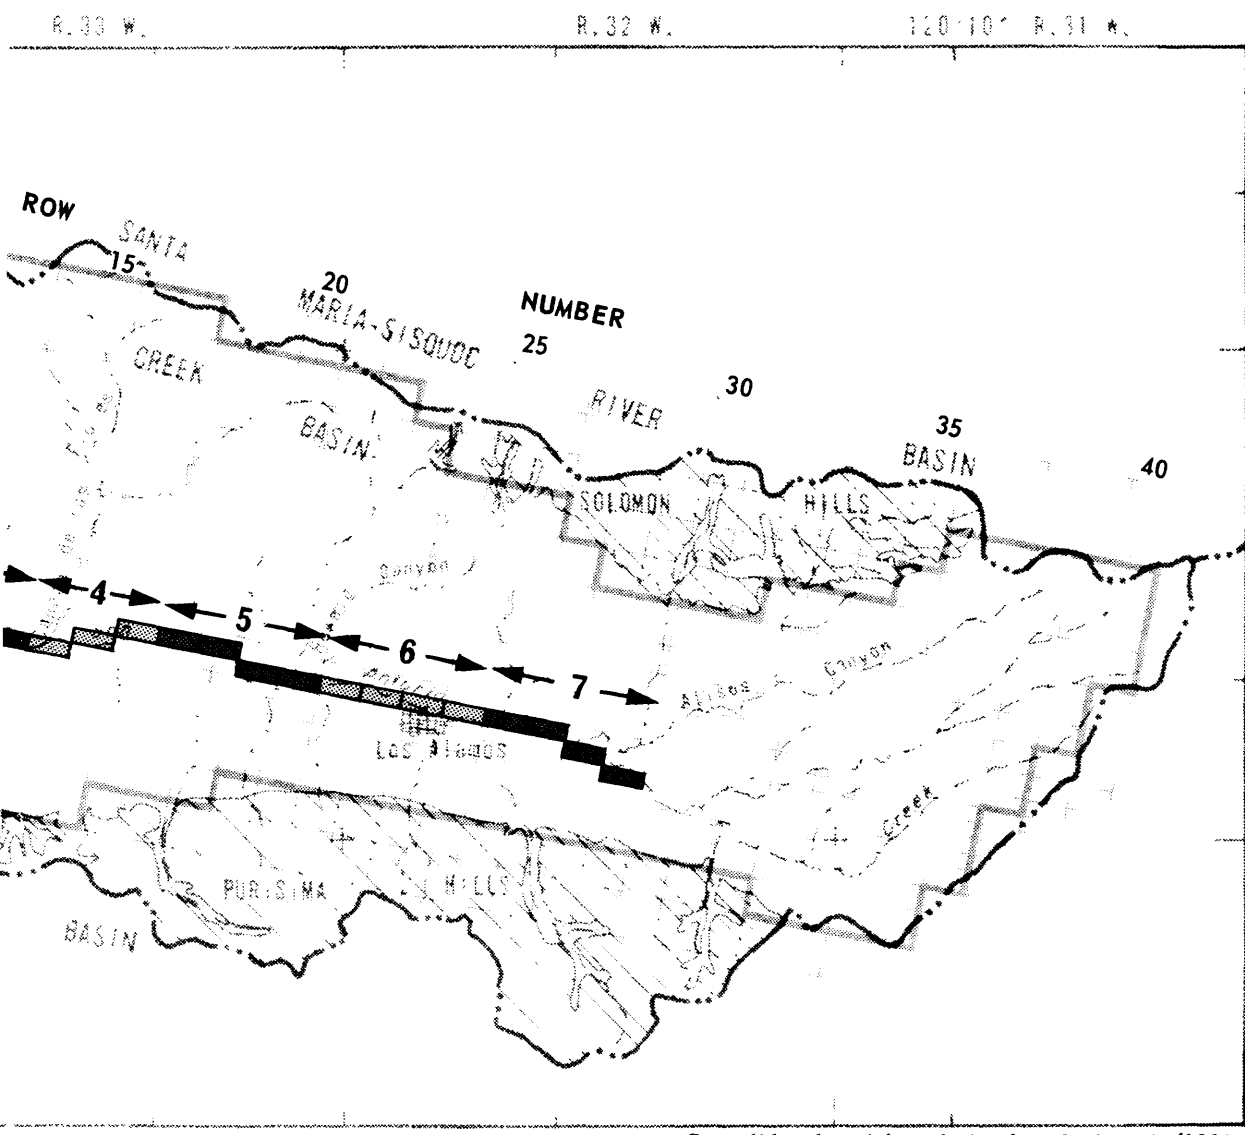 R.33 W.
R.32 W.
120°10' R.31 W.
ROW
SANTA
15
20
MARIA-SISQUOC
NUMBER
25
CREEK
30
RIVER
BASIN
35
BASIN
40
SOLOMON
HILLS
Canyon
4
5
6
7
Canyon
Alisos
Antonio
Los Alamos
Creek
PURISIMA
HILLS
BASIN